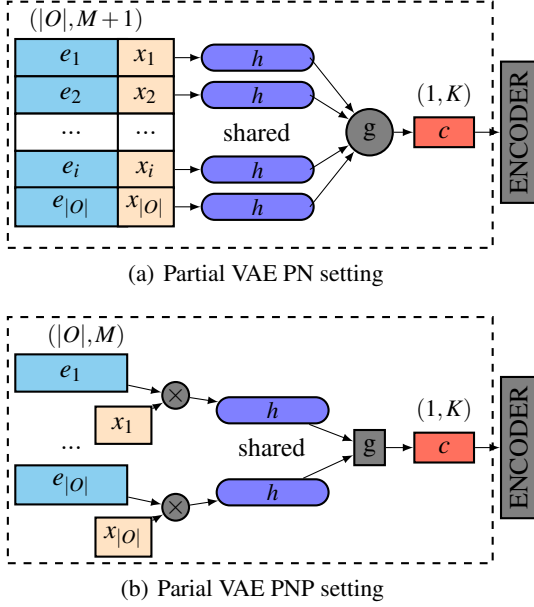 (|O|, M + 1)
e₁ x₁ h
e₂ x₂ h
... ... shared g (1, K) c ENCODER
eᵢ xᵢ h
e|O| x|O| h
(a) Partial VAE PN setting
(|O|, M)
e₁
x₁ × h
... shared g (1, K) c ENCODER
e|O|
x|O| × h
(b) Parial VAE PNP setting